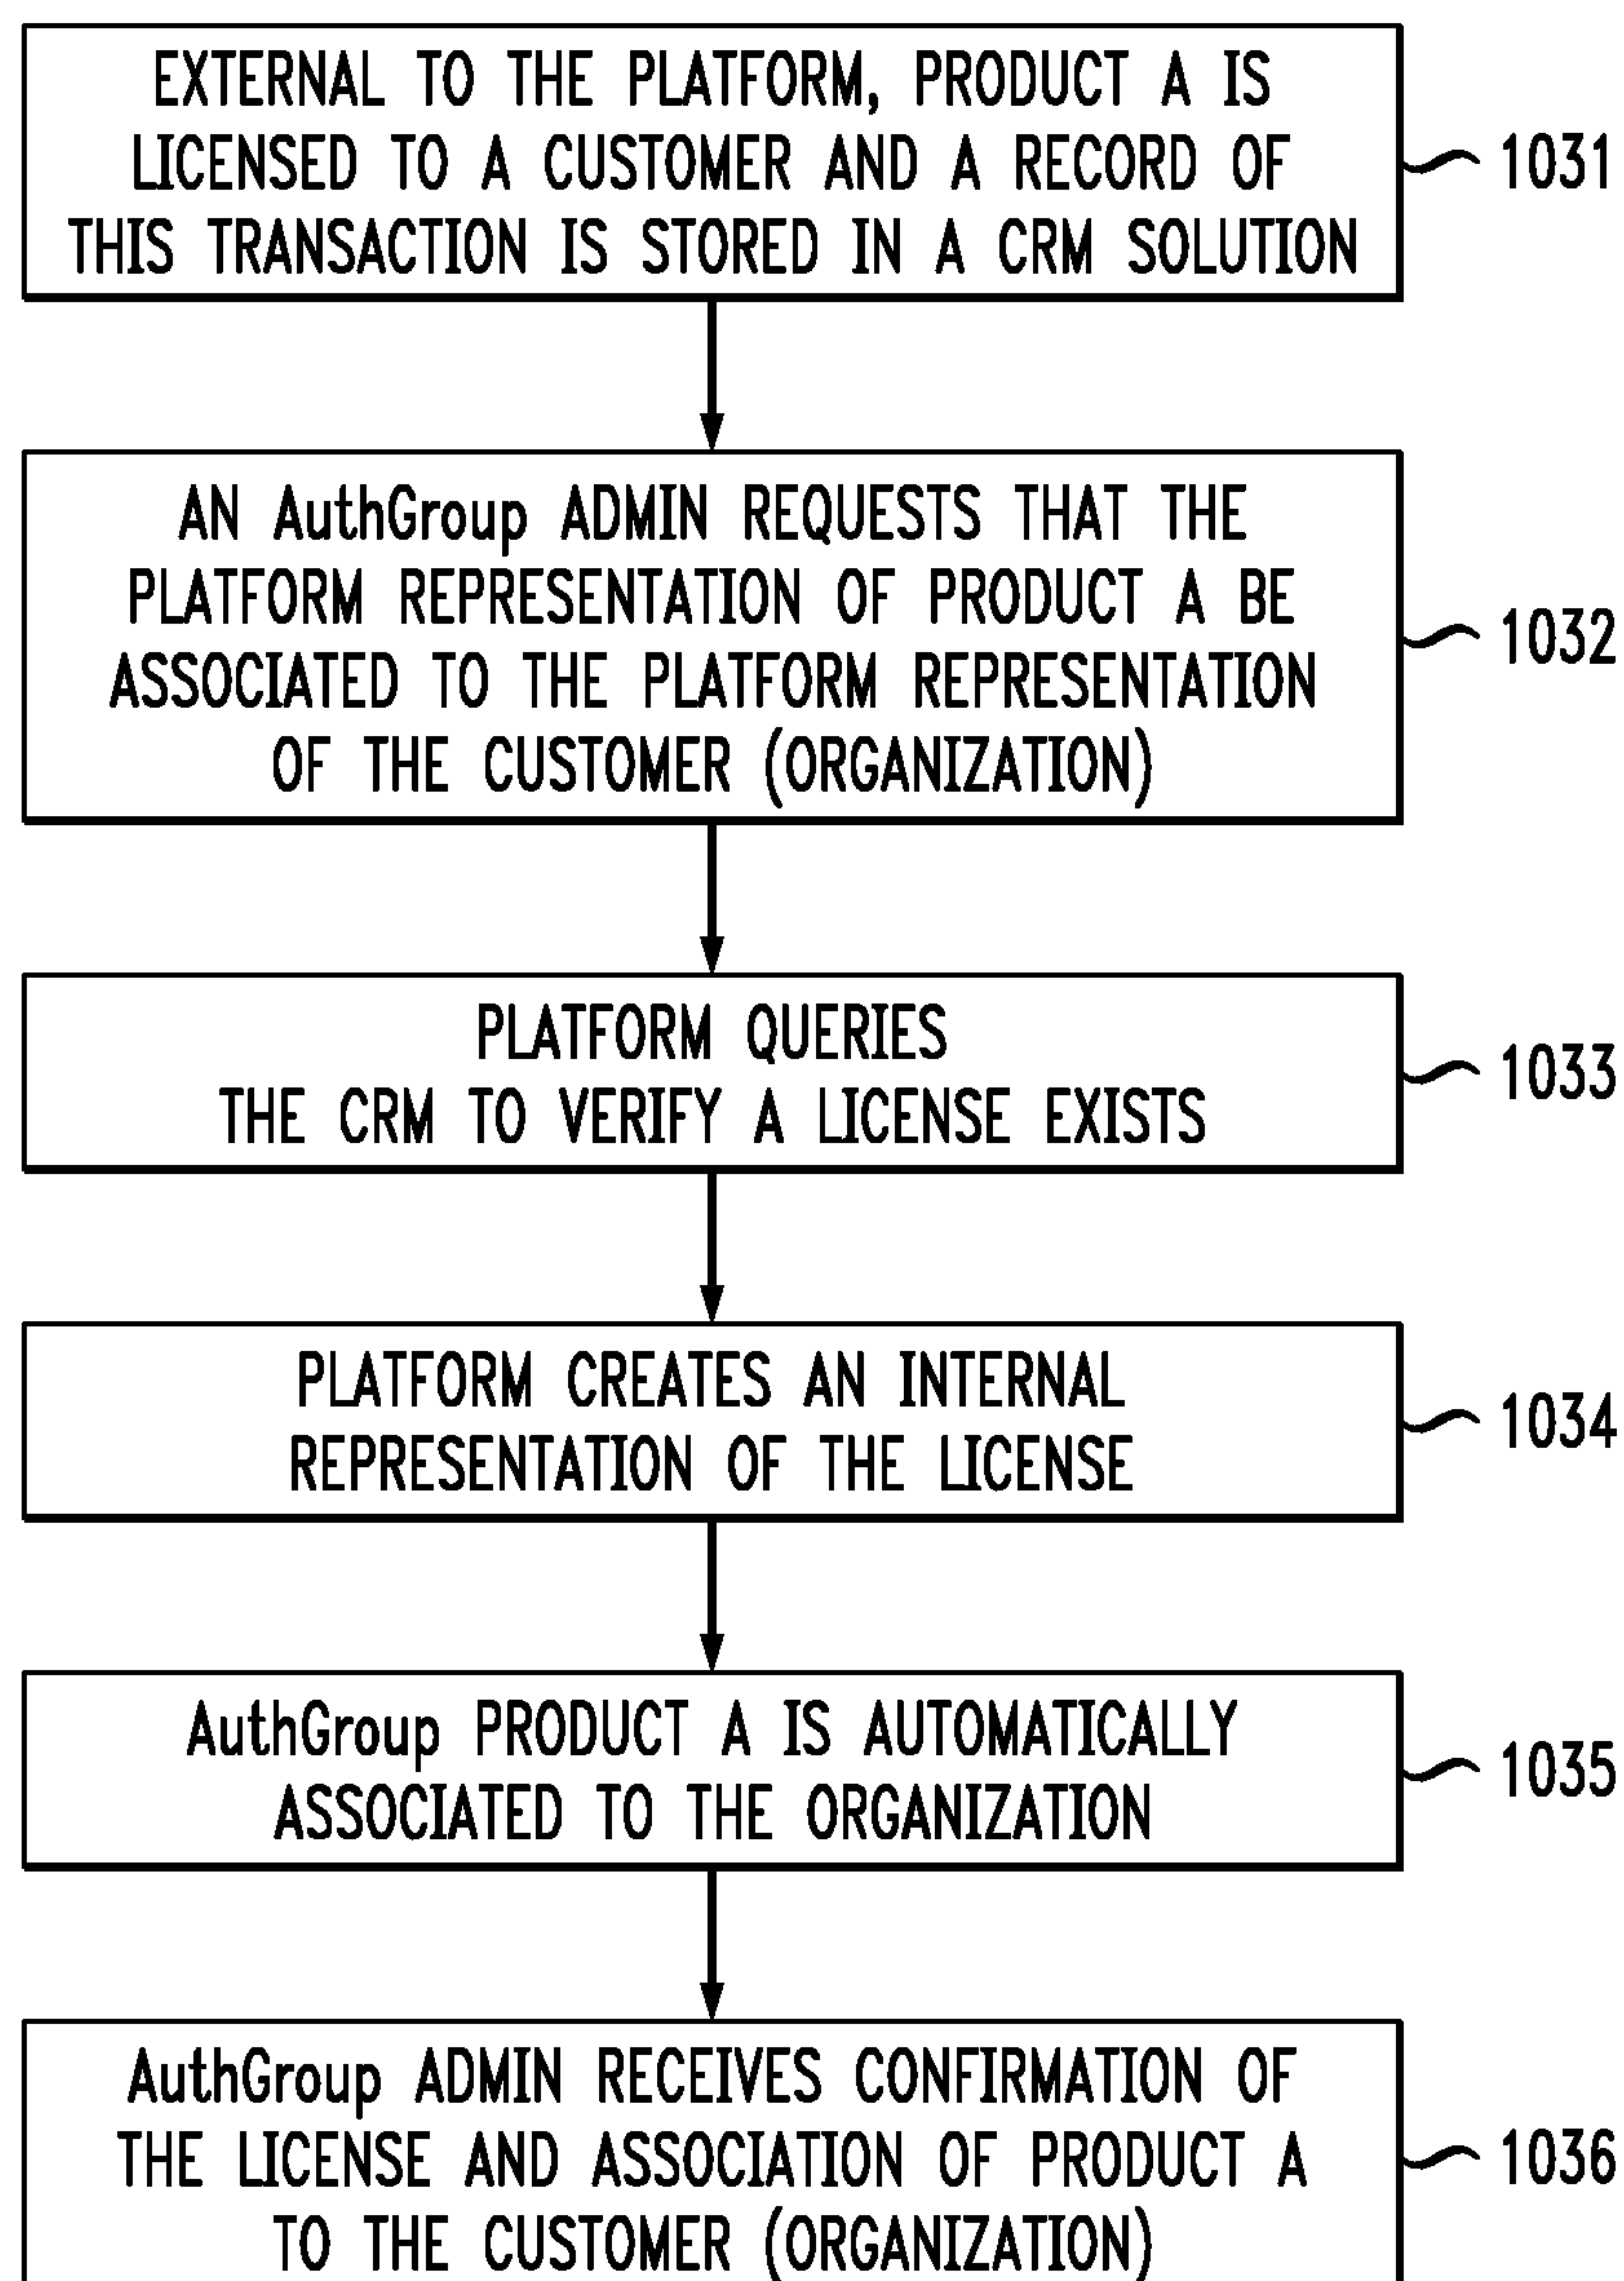 EXTERNAL TO THE PLATFORM, PRODUCT A IS
LICENSED TO A CUSTOMER AND A RECORD OF
THIS TRANSACTION IS STORED IN A CRM SOLUTION
1031
AN AuthGroup ADMIN REQUESTS THAT THE
PLATFORM REPRESENTATION OF PRODUCT A BE
ASSOCIATED TO THE PLATFORM REPRESENTATION
OF THE CUSTOMER (ORGANIZATION)
1032
PLATFORM QUERIES
THE CRM TO VERIFY A LICENSE EXISTS
1033
PLATFORM CREATES AN INTERNAL
REPRESENTATION OF THE LICENSE
1034
AuthGroup PRODUCT A IS AUTOMATICALLY
ASSOCIATED TO THE ORGANIZATION
1035
AuthGroup ADMIN RECEIVES CONFIRMATION OF
THE LICENSE AND ASSOCIATION OF PRODUCT A
TO THE CUSTOMER (ORGANIZATION)
1036